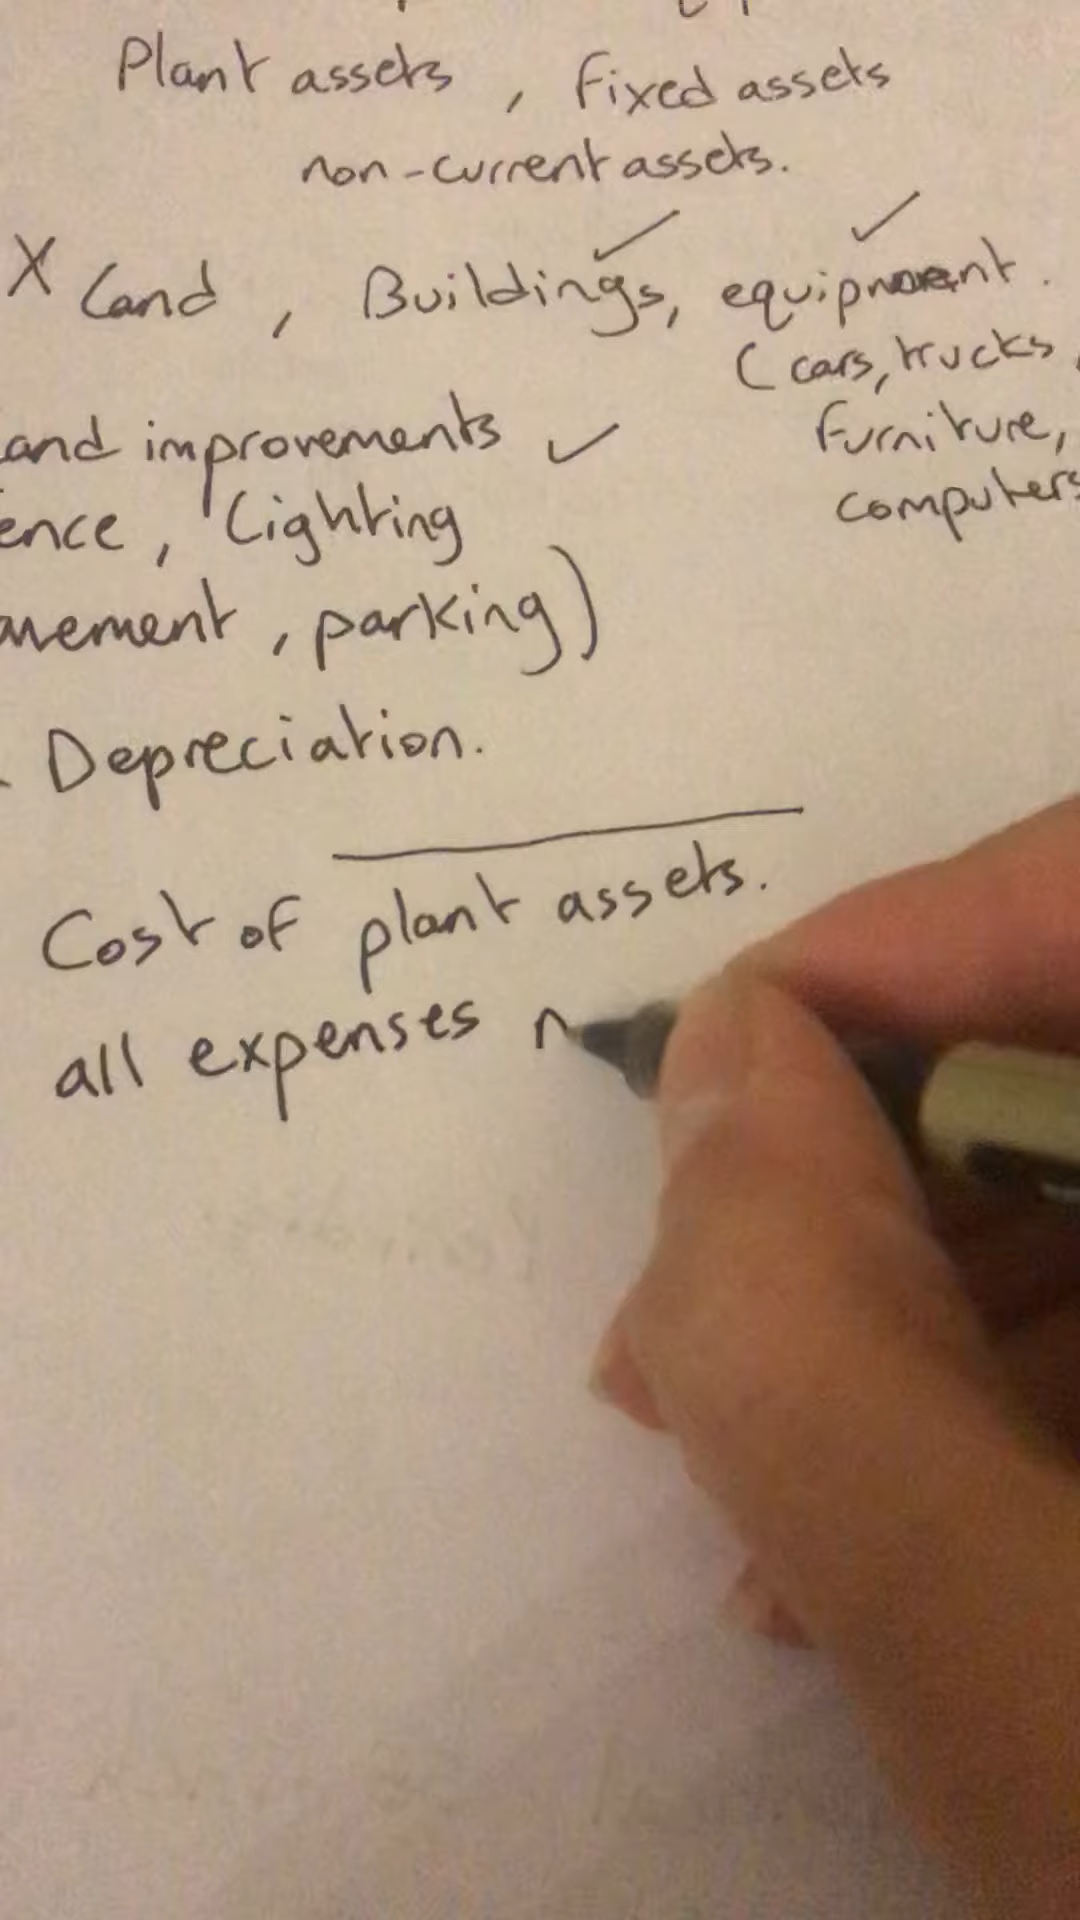 Plant assets , fixed assets
non-current assets.
X Land , Buildings, equipment.
(cars, trucks,
and improvements ✓ furniture,
ence, Lighting computers
avement , parking)
Depreciation.
Cost of plant assets.
all expenses n